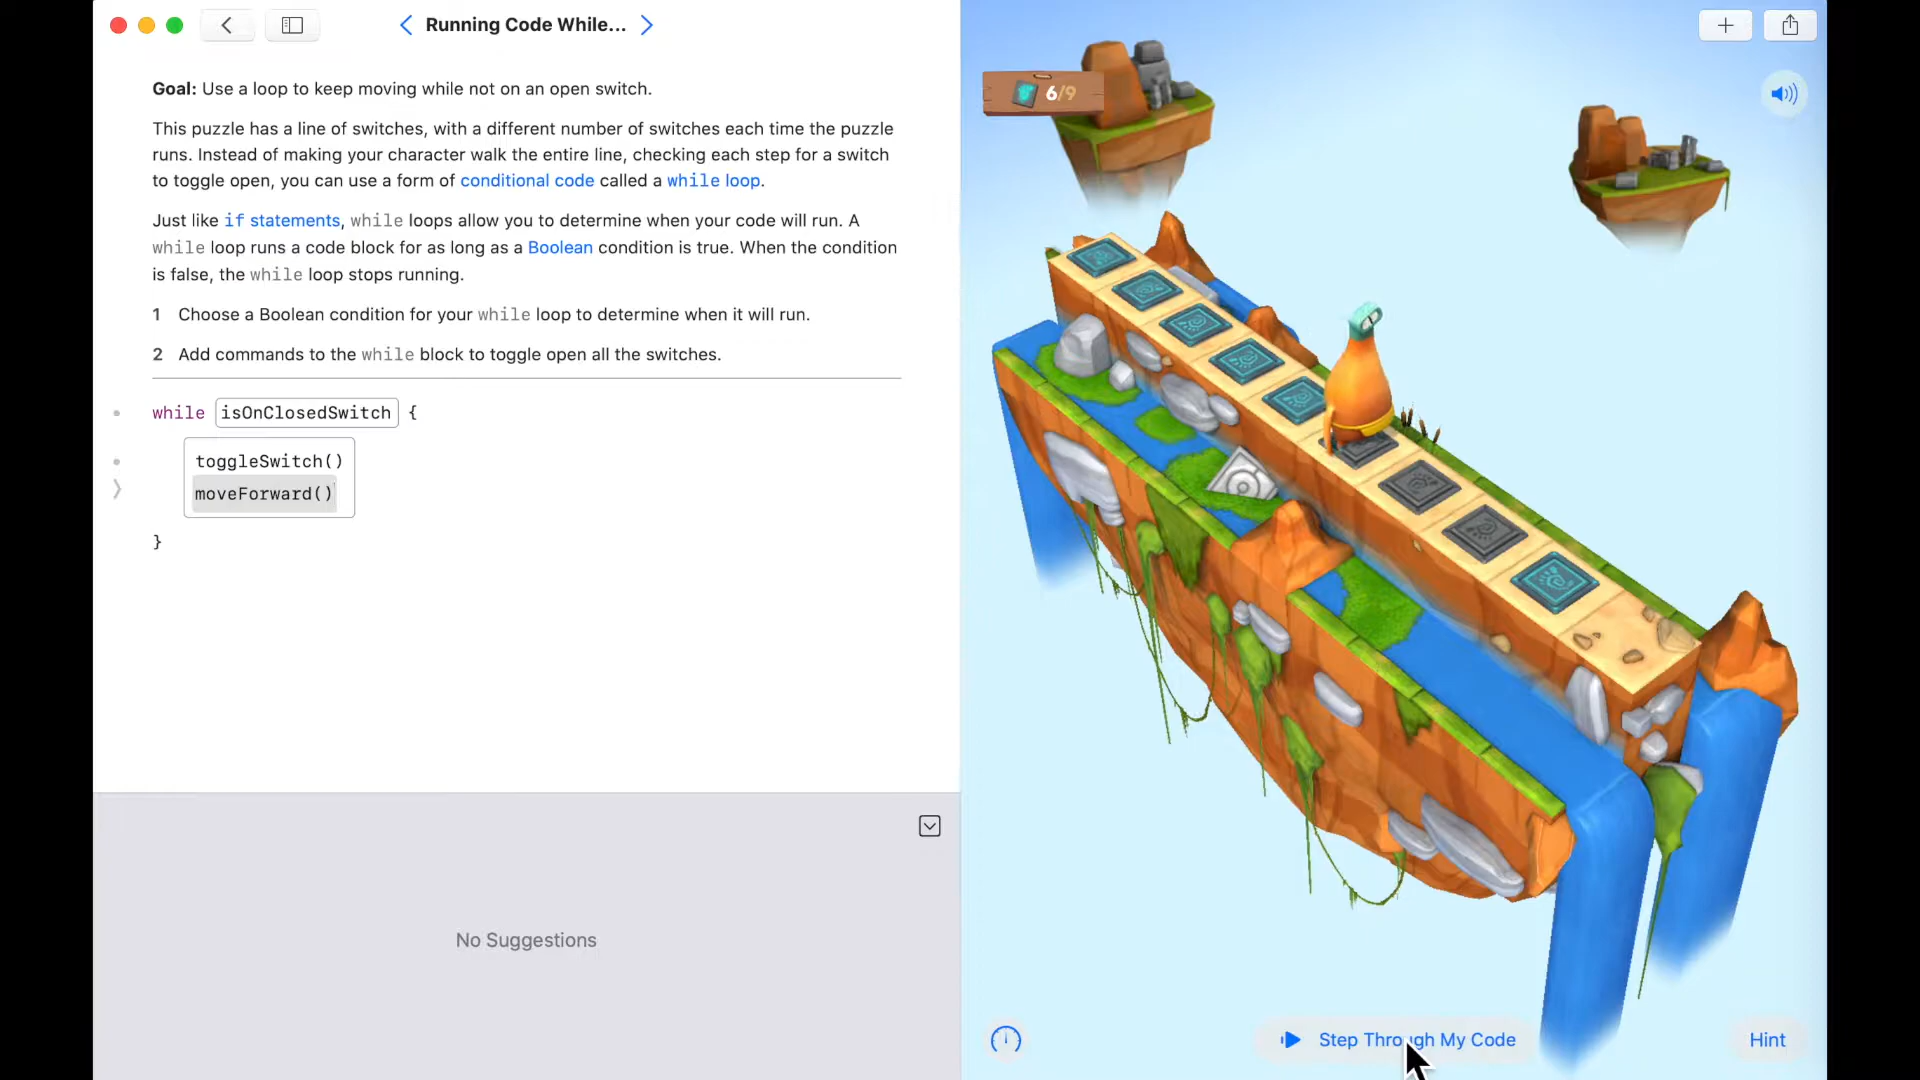 Running Code While...
Goal: Use a loop to keep moving while not on an open switch.
This puzzle has a line of switches, with a different number of switches each time the puzzle
runs. Instead of making your character walk the entire line, checking each step for a switch
to toggle open, you can use a form of conditional code called a while loop.
Just like if statements, while loops allow you to determine when your code will run. A
while loop runs a code block for as long as a Boolean condition is true. When the condition
is false, the while loop stops running.
1 Choose a Boolean condition for your while loop to determine when it will run.
2 Add commands to the while block to toggle open all the switches.
while isOnClosedSwitch {
toggleSwitch()
moveForward()
}
No Suggestions
6/9
Step Through My Code
Hint